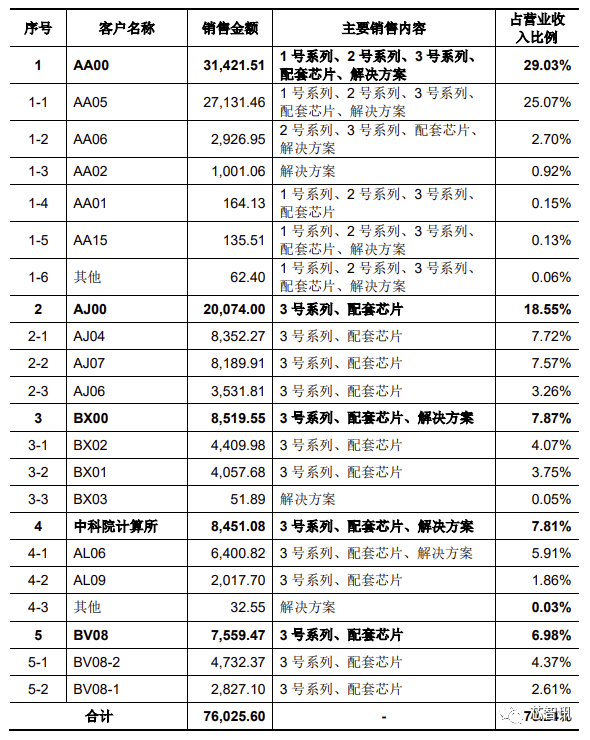 序号 客户名称 销售金额 主要销售内容 占营业收
入比例
1 AA00 31,421.51 1 号系列、2 号系列、3 号系列、 29.03%
配套芯片、解决方案
1-1 AA05 27,131.46 1 号系列、2 号系列、3 号系列、 25.07%
配套芯片、解决方案
1-2 AA06 2,926.95 2 号系列、3 号系列、配套芯片、 2.70%
解决方案
1-3 AA02 1,001.06 解决方案 0.92%
1-4 AA01 164.13 1 号系列、2 号系列、3 号系列、 0.15%
配套芯片
1-5 AA15 135.51 1 号系列、2 号系列、3 号系列、 0.13%
配套芯片、解决方案
1-6 其他 62.40 1 号系列、2 号系列、3 号系列、 0.06%
配套芯片、解决方案
2 AJ00 20,074.00 3 号系列、配套芯片 18.55%
2-1 AJ04 8,352.27 3 号系列、配套芯片 7.72%
2-2 AJ07 8,189.91 3 号系列、配套芯片 7.57%
2-3 AJ06 3,531.81 3 号系列、配套芯片 3.26%
3 BX00 8,519.55 3 号系列、配套芯片、解决方案 7.87%
3-1 BX02 4,409.98 3 号系列、配套芯片 4.07%
3-2 BX01 4,057.68 3 号系列、配套芯片 3.75%
3-3 BX03 51.89 解决方案 0.05%
4 中科院计算所 8,451.08 3 号系列、配套芯片、解决方案 7.81%
4-1 AL06 6,400.82 3 号系列、配套芯片、解决方案 5.91%
4-2 AL09 2,017.70 3 号系列、配套芯片 1.86%
4-3 其他 32.55 解决方案 0.03%
5 BV08 7,559.47 3 号系列、配套芯片 6.98%
5-1 BV08-2 4,732.37 3 号系列、配套芯片 4.37%
5-2 BV08-1 2,827.10 3 号系列、配套芯片 2.61%
合计 76,025.60 -
芯智讯